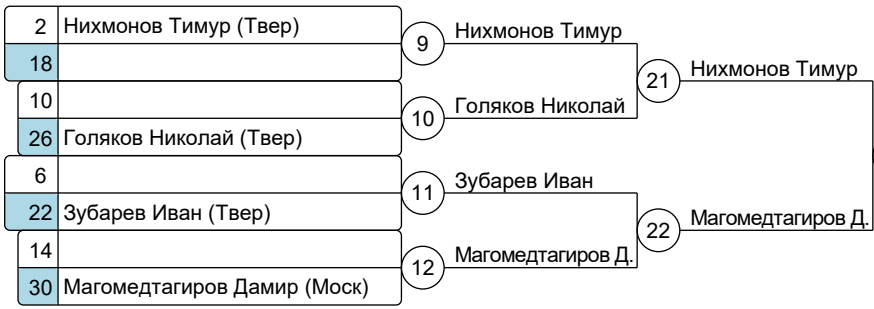 2 Нихмонов Тимур (Твер)
9 Нихмонов Тимур
18
21 Нихмонов Тимур
10
10 Голяков Николай
26 Голяков Николай (Твер)
6
11 Зубарев Иван
22 Зубарев Иван (Твер)
22 Магомедтагиров Д.
14
12 Магомедтагиров Д.
30 Магомедтагиров Дамир (Моск)